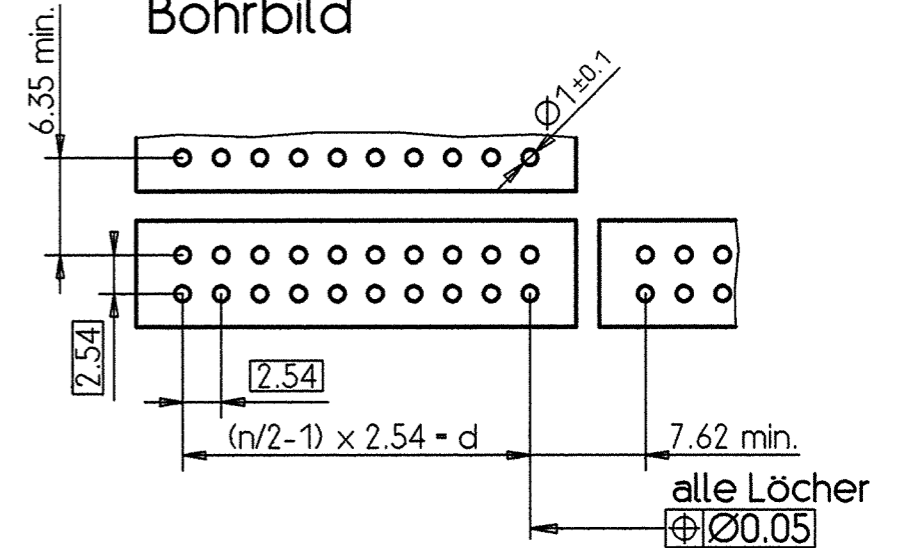 Bohrbild
6.35 min.
Ø1±0.1
2.54
2.54
(n/2-1) x 2.54 = d
7.62 min.
alle Löcher
⌖ Ø0.05